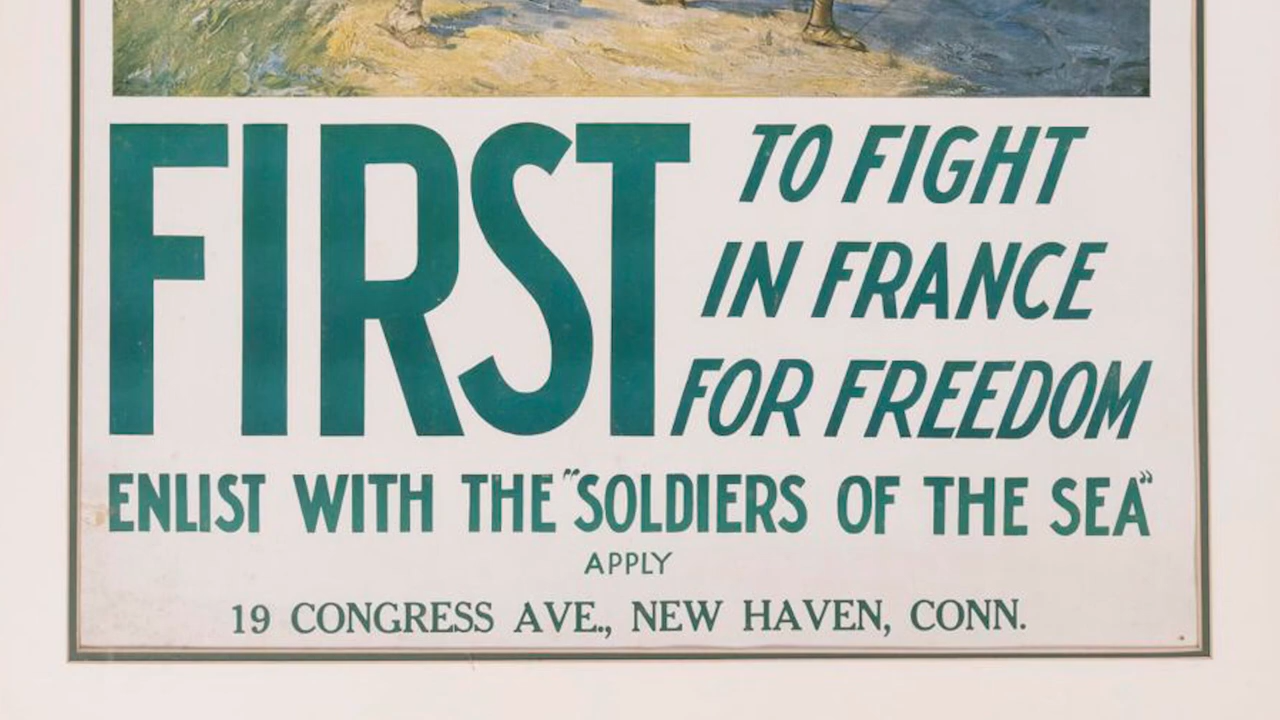 FIRST
TO FIGHT
IN FRANCE
FOR FREEDOM
ENLIST WITH THE "SOLDIERS OF THE SEA"
APPLY
19 CONGRESS AVE., NEW HAVEN, CONN.